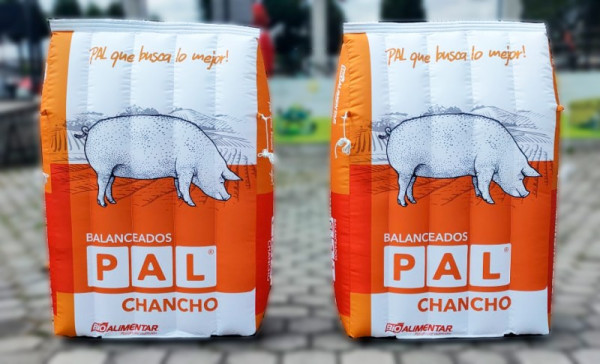 PAL que busca lo mejor!
BALANCEADOS
PAL®
CHANCHO
BIOALIMENTAR
PAL que busca lo mejor!
BALANCEADOS
PAL®
CHANCHO
BIOALIMENTAR